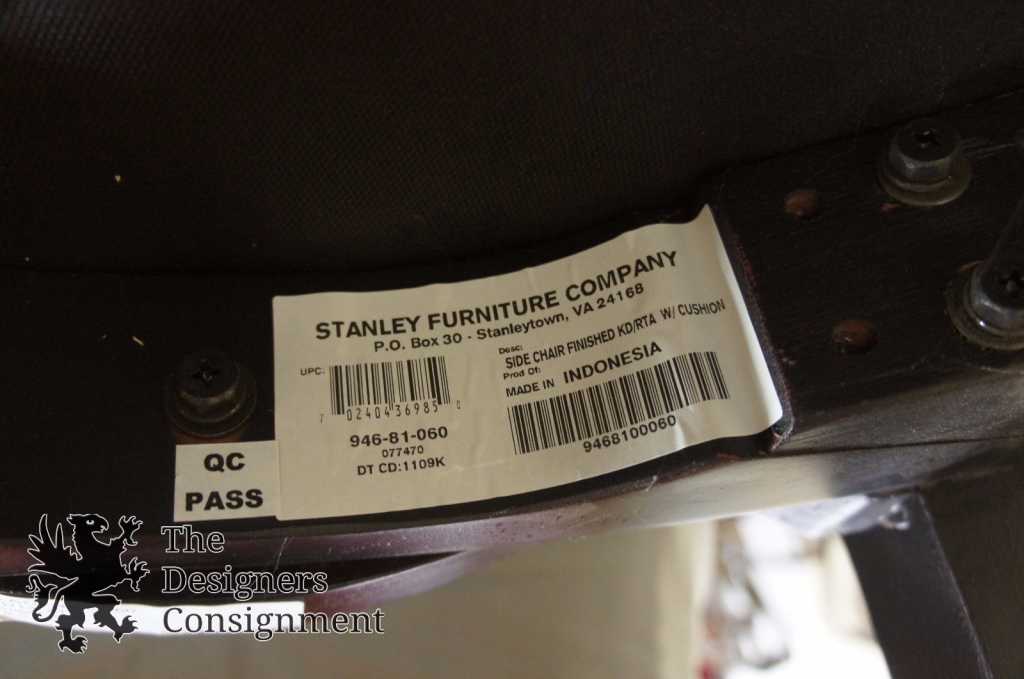 STANLEY FURNITURE COMPANY
P.O. Box 30 - Stanleytown, VA 24168
UPC:
7 02404 36985 0
946-81-060
077470
DT CD:1109K
Desc:
SIDE CHAIR FINISHED KD/RTA W/ CUSHION
Prod Of:
MADE IN INDONESIA
9468100060
QC
PASS
The
Designers
Consignment